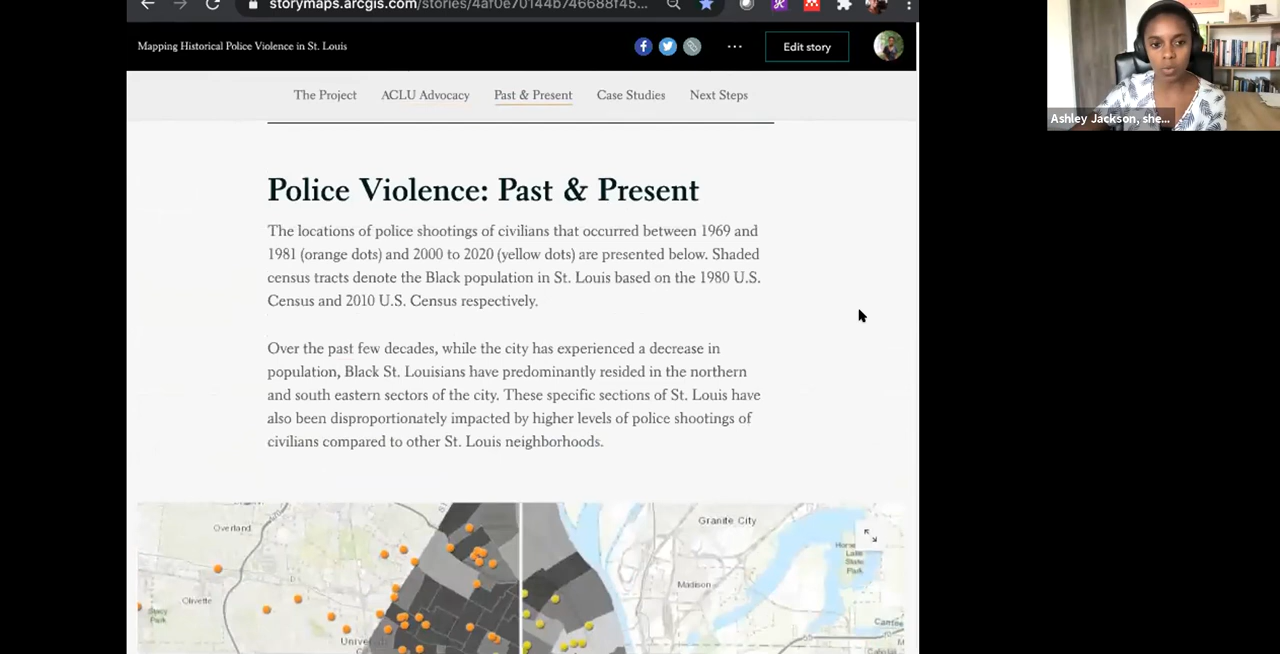 storymaps.arcgis.com/stories/4af0e70144b746688f45...
Mapping Historical Police Violence in St. Louis
Edit story
The Project
ACLU Advocacy
Past & Present
Case Studies
Next Steps
Ashley Jackson, she...
Police Violence: Past & Present
The locations of police shootings of civilians that occurred between 1969 and
1981 (orange dots) and 2000 to 2020 (yellow dots) are presented below. Shaded
census tracts denote the Black population in St. Louis based on the 1980 U.S.
Census and 2010 U.S. Census respectively.
Over the past few decades, while the city has experienced a decrease in
population, Black St. Louisians have predominantly resided in the northern
and south eastern sectors of the city. These specific sections of St. Louis have
also been disproportionately impacted by higher levels of police shootings of
civilians compared to other St. Louis neighborhoods.
Overland
Granite City
Lake
State
Park
Madison
Olivette
Park